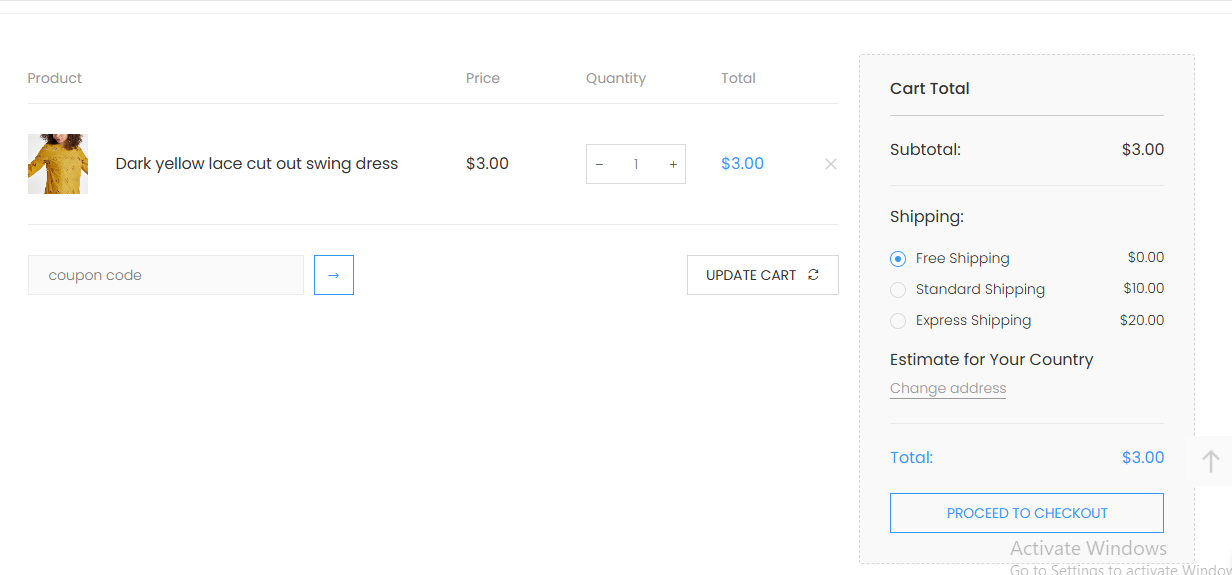 Product Price Quantity Total
Dark yellow lace cut out swing dress $3.00 − 1 + $3.00 ×
coupon code → UPDATE CART
Cart Total
Subtotal: $3.00
Shipping:
Free Shipping $0.00
Standard Shipping $10.00
Express Shipping $20.00
Estimate for Your Country
Change address
Total: $3.00
PROCEED TO CHECKOUT
Activate Windows
Go to Settings to activate Window